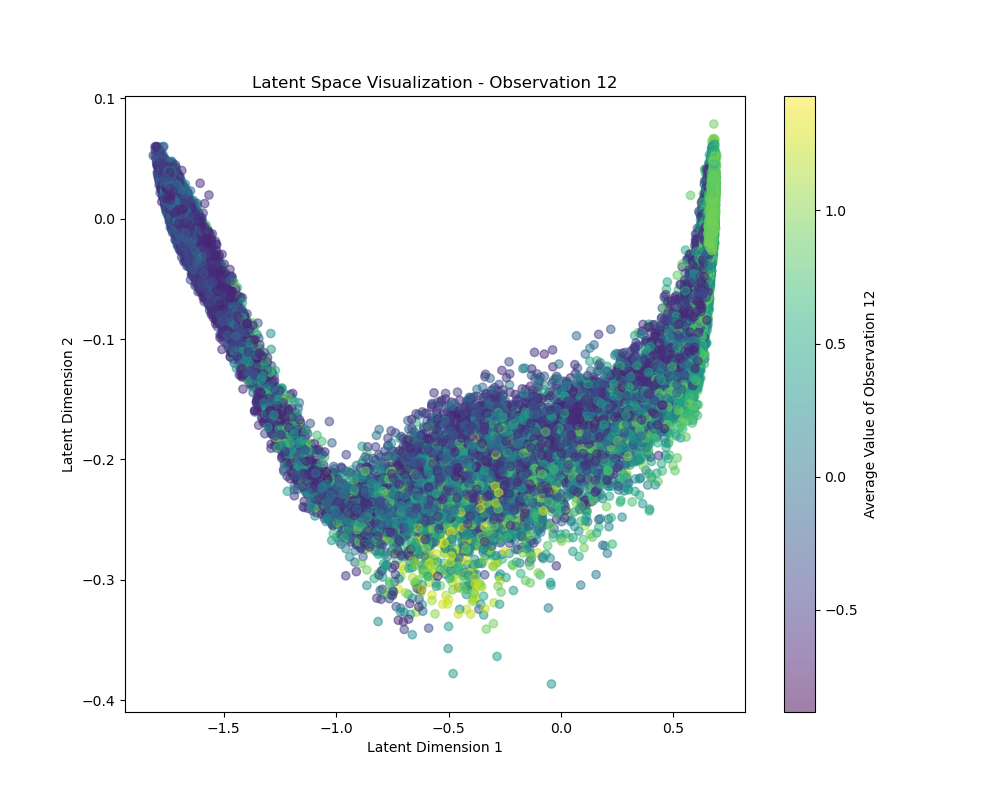 Latent Space Visualization - Observation 12
0.1
0.0
−0.1
−0.2
−0.3
−0.4
Latent Dimension 2
−1.5 −1.0 −0.5 0.0 0.5
Latent Dimension 1
1.0
0.5
0.0
−0.5
Average Value of Observation 12